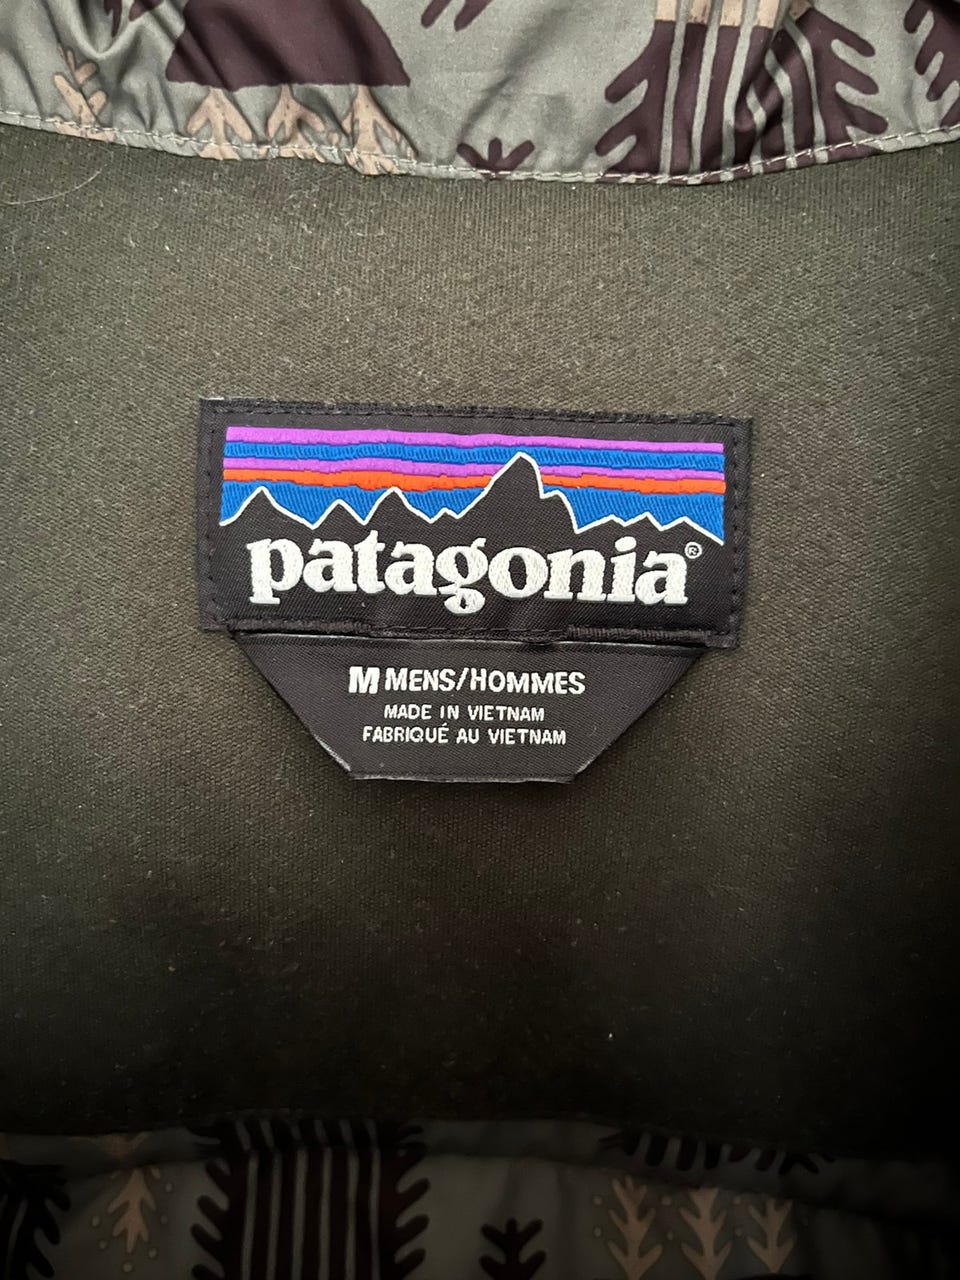 patagonia®
M MENS/HOMMES
MADE IN VIETNAM
FABRIQUÉ AU VIETNAM